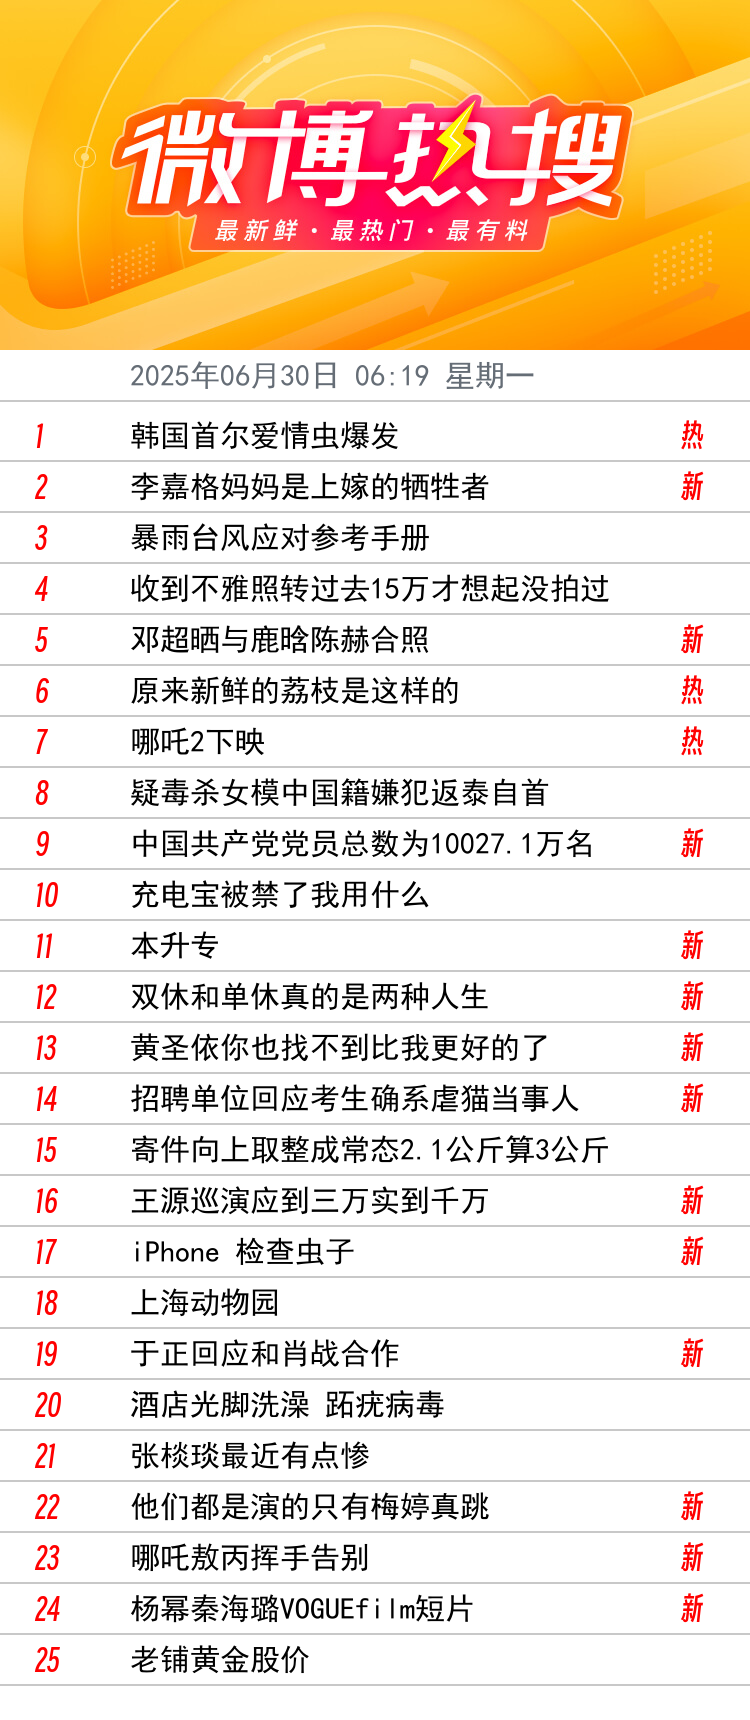 微博热搜
最新鲜·最热门·最有料
2025年06月30日 06:19 星期一
1 韩国首尔爱情虫爆发 热
2 李嘉格妈妈是上嫁的牺牲者 新
3 暴雨台风应对参考手册
4 收到不雅照转过去15万才想起没拍过
5 邓超晒与鹿晗陈赫合照 新
6 原来新鲜的荔枝是这样的 热
7 哪吒2下映 热
8 疑毒杀女模中国籍嫌犯返泰自首
9 中国共产党党员总数为10027.1万名 新
10 充电宝被禁了我用什么
11 本升专 新
12 双休和单休真的是两种人生 新
13 黄圣依你也找不到比我更好的了 新
14 招聘单位回应考生确系虐猫当事人 新
15 寄件向上取整成常态2.1公斤算3公斤
16 王源巡演应到三万实到千万 新
17 iPhone 检查虫子 新
18 上海动物园
19 于正回应和肖战合作 新
20 酒店光脚洗澡 跖疣病毒
21 张棪琰最近有点惨
22 他们都是演的只有梅婷真跳 新
23 哪吒敖丙挥手告别 新
24 杨幂秦海璐VOGUEfilm短片 新
25 老铺黄金股价